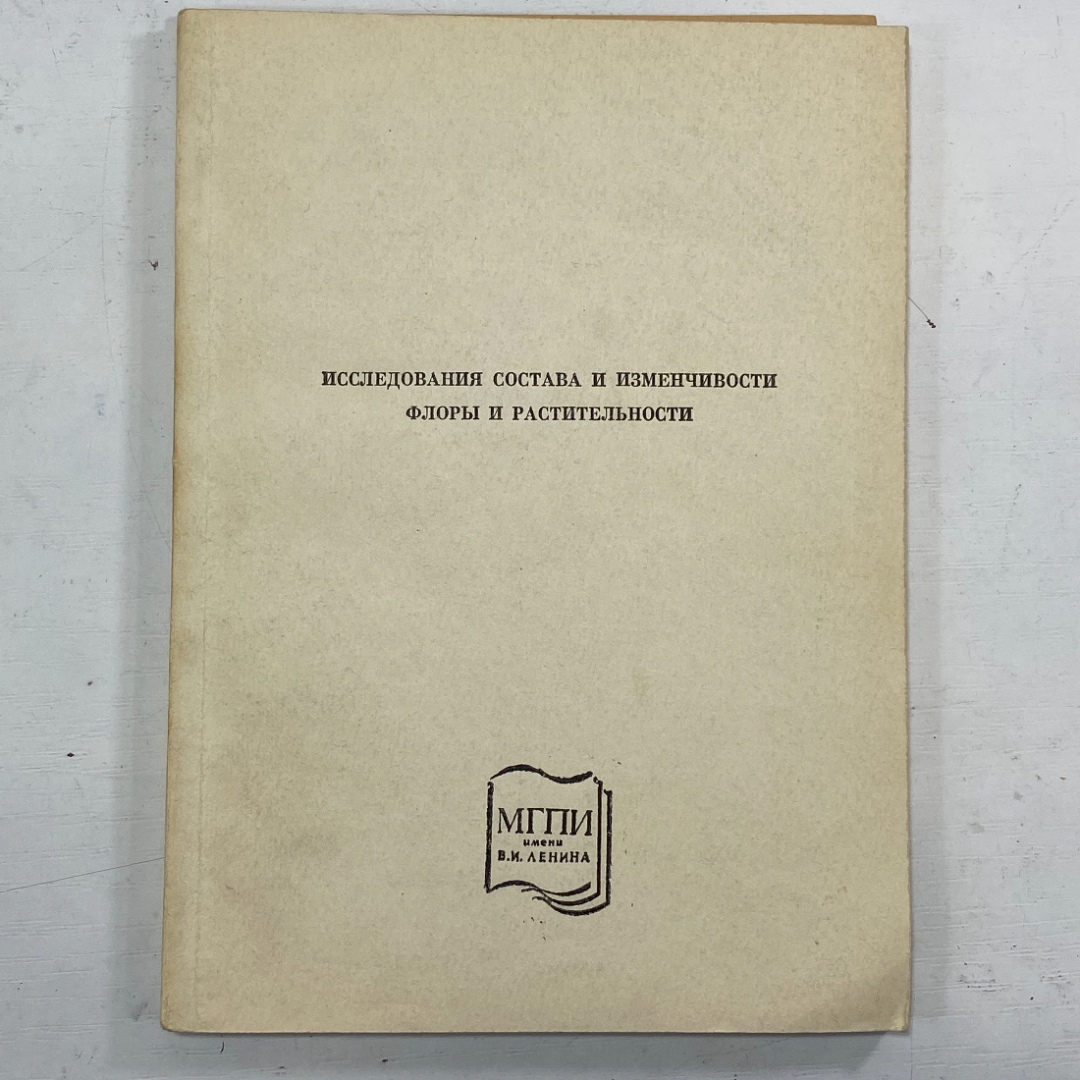 ИССЛЕДОВАНИЯ СОСТАВА И ИЗМЕНЧИВОСТИ
ФЛОРЫ И РАСТИТЕЛЬНОСТИ
МГПИ
имени
В.И. ЛЕНИНА